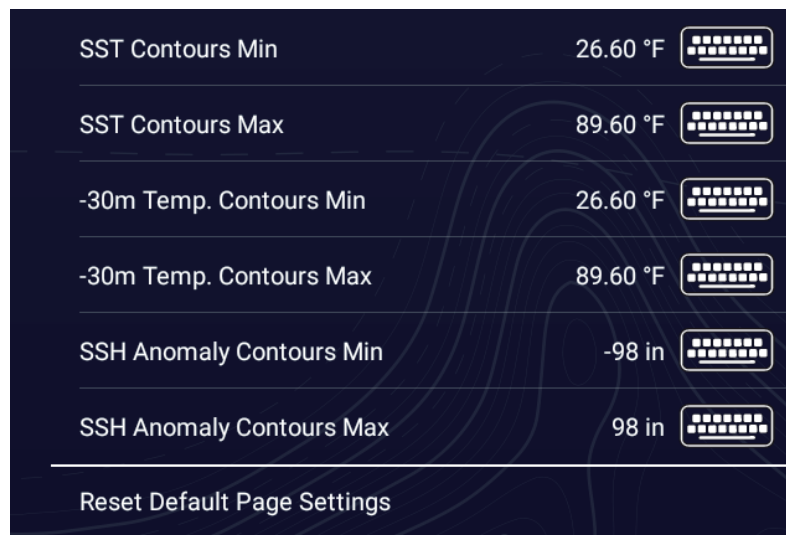 SST Contours Min 26.60 °F
SST Contours Max 89.60 °F
-30m Temp. Contours Min 26.60 °F
-30m Temp. Contours Max 89.60 °F
SSH Anomaly Contours Min -98 in
SSH Anomaly Contours Max 98 in
Reset Default Page Settings